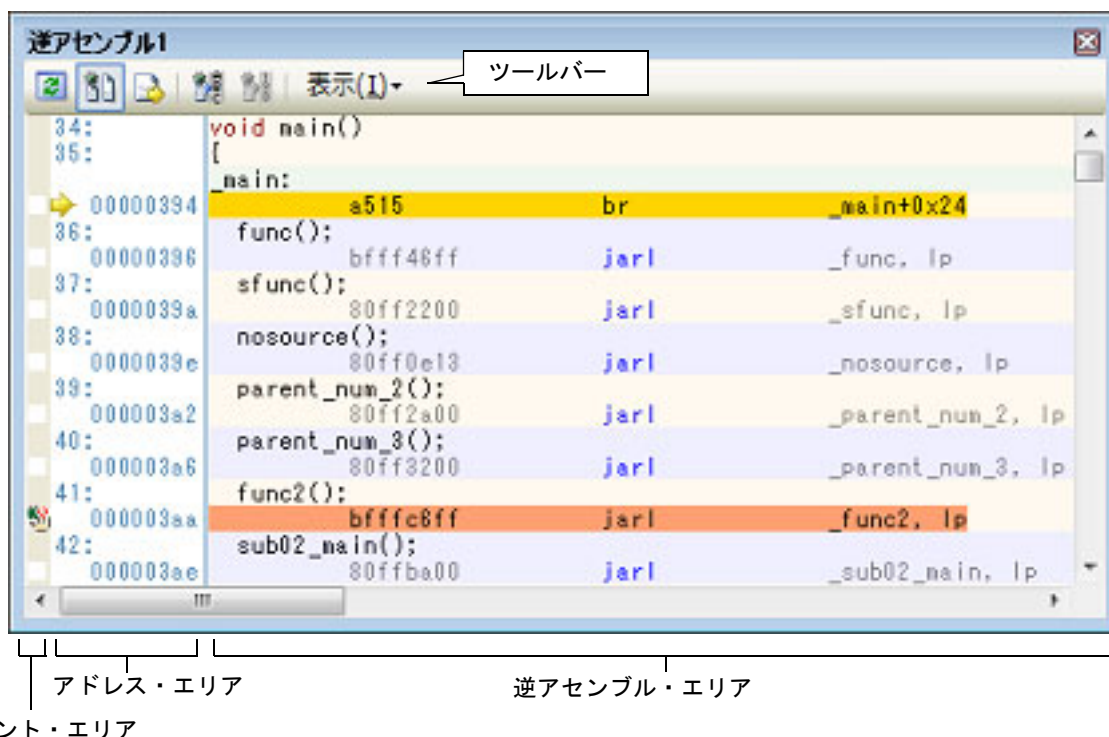 逆アセンブル1
表示(I)
ツールバー
34: void main()
35: {
_main:
00000394 a515 br _main+0x24
36: func();
00000396 bfff46ff jarl _func, lp
37: sfunc();
0000039a 80ff2200 jarl _sfunc, lp
38: nosource();
0000039e 80ff0e13 jarl _nosource, lp
39: parent_num_2();
000003a2 80ff2a00 jarl _parent_num_2, lp
40: parent_num_3();
000003a6 80ff3200 jarl _parent_num_3, lp
41: func2();
000003aa bfffc6ff jarl _func2, lp
42: sub02_main();
000003ae 80ffba00 jarl _sub02_main, lp
アドレス・エリア
逆アセンブル・エリア
ント・エリア